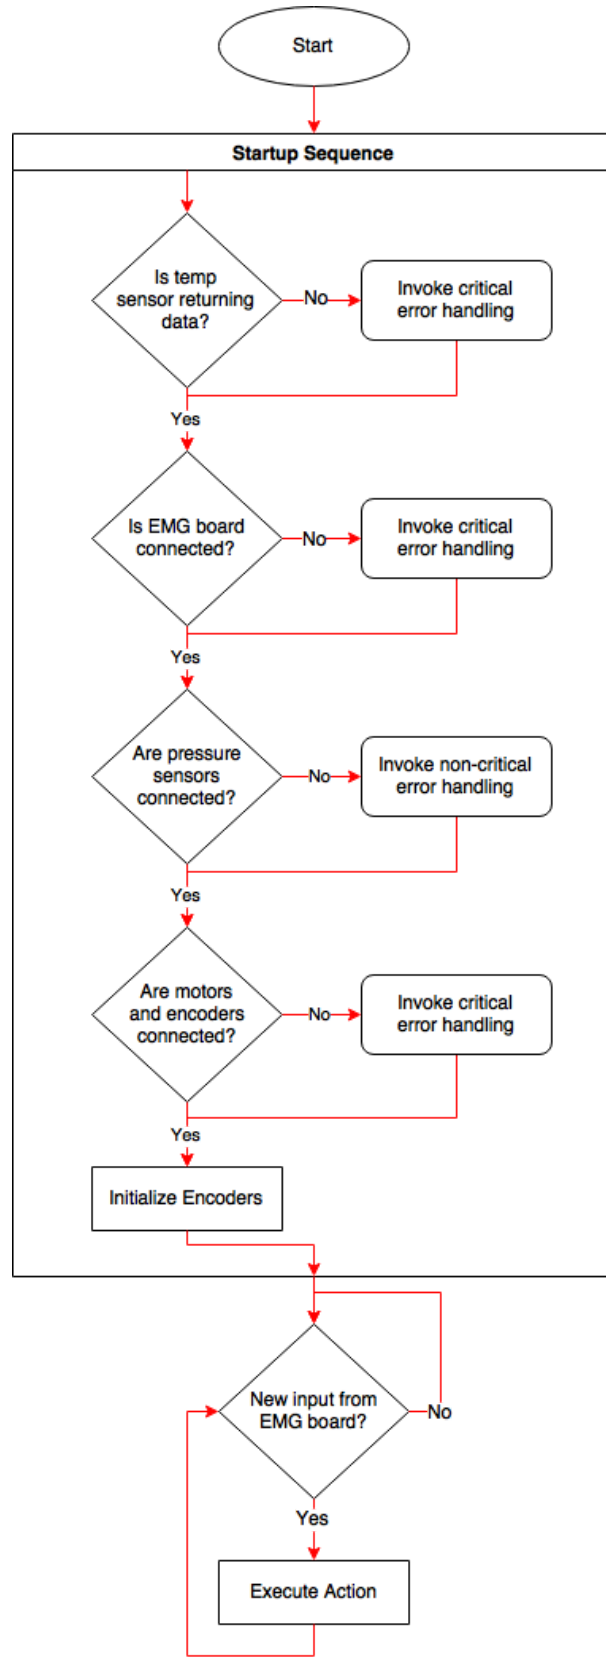 Start
Startup Sequence
Is temp
sensor returning
data?
No
Invoke critical
error handling
Yes
Is EMG board
connected?
No
Invoke critical
error handling
Yes
Are pressure
sensors
connected?
No
Invoke non-critical
error handling
Yes
Are motors
and encoders
connected?
No
Invoke critical
error handling
Yes
Initialize Encoders
New input from
EMG board?
No
Yes
Execute Action